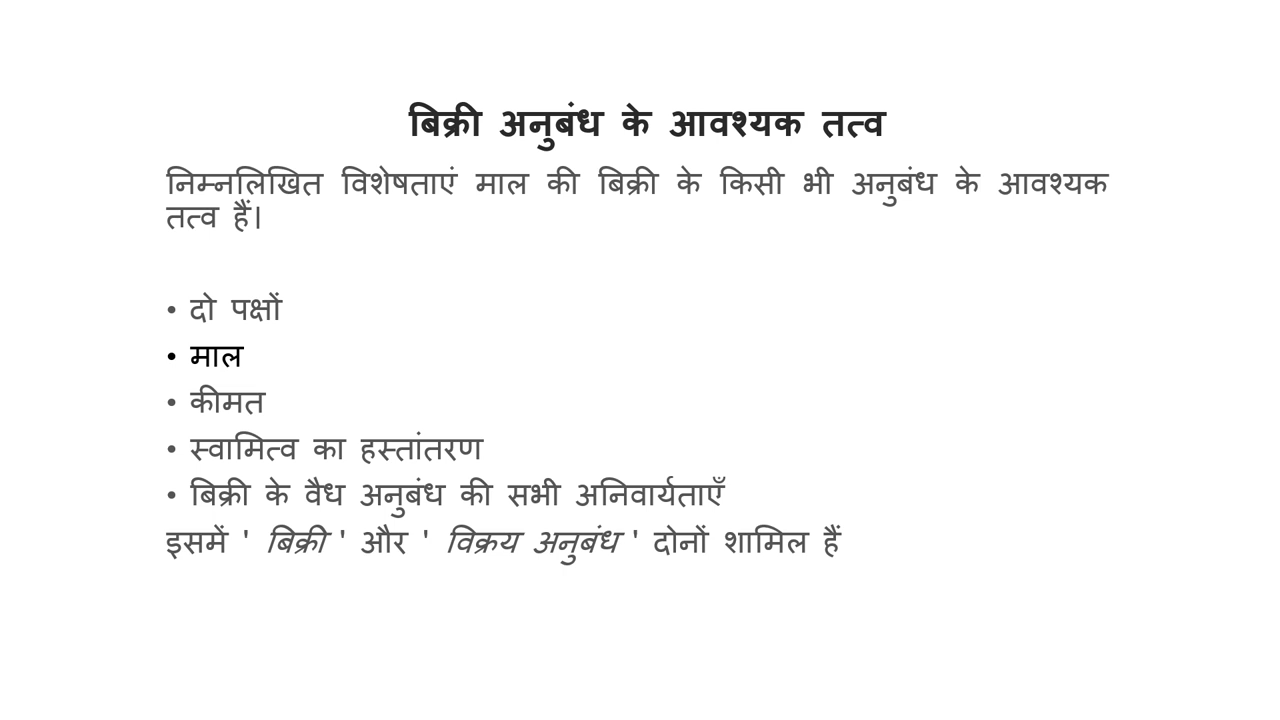 बिक्री अनुबंध के आवश्यक तत्व
निम्नलिखित विशेषताएं माल की बिक्री के किसी भी अनुबंध के आवश्यक
तत्व हैं।
• दो पक्षों
• माल
• कीमत
• स्वामित्व का हस्तांतरण
• बिक्री के वैध अनुबंध की सभी अनिवार्यताएँ
इसमें ' बिक्री ' और ' विक्रय अनुबंध ' दोनों शामिल हैं